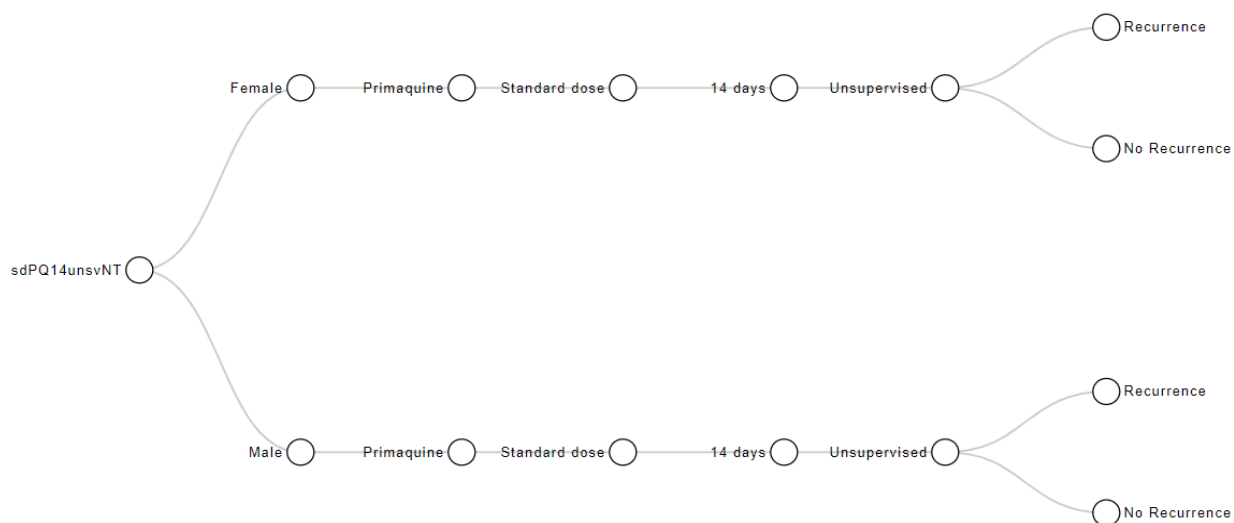 Recurrence
Female Primaquine Standard dose 14 days Unsupervised
No Recurrence
sdPQ14unsvNT
Recurrence
Male Primaquine Standard dose 14 days Unsupervised
No Recurrence